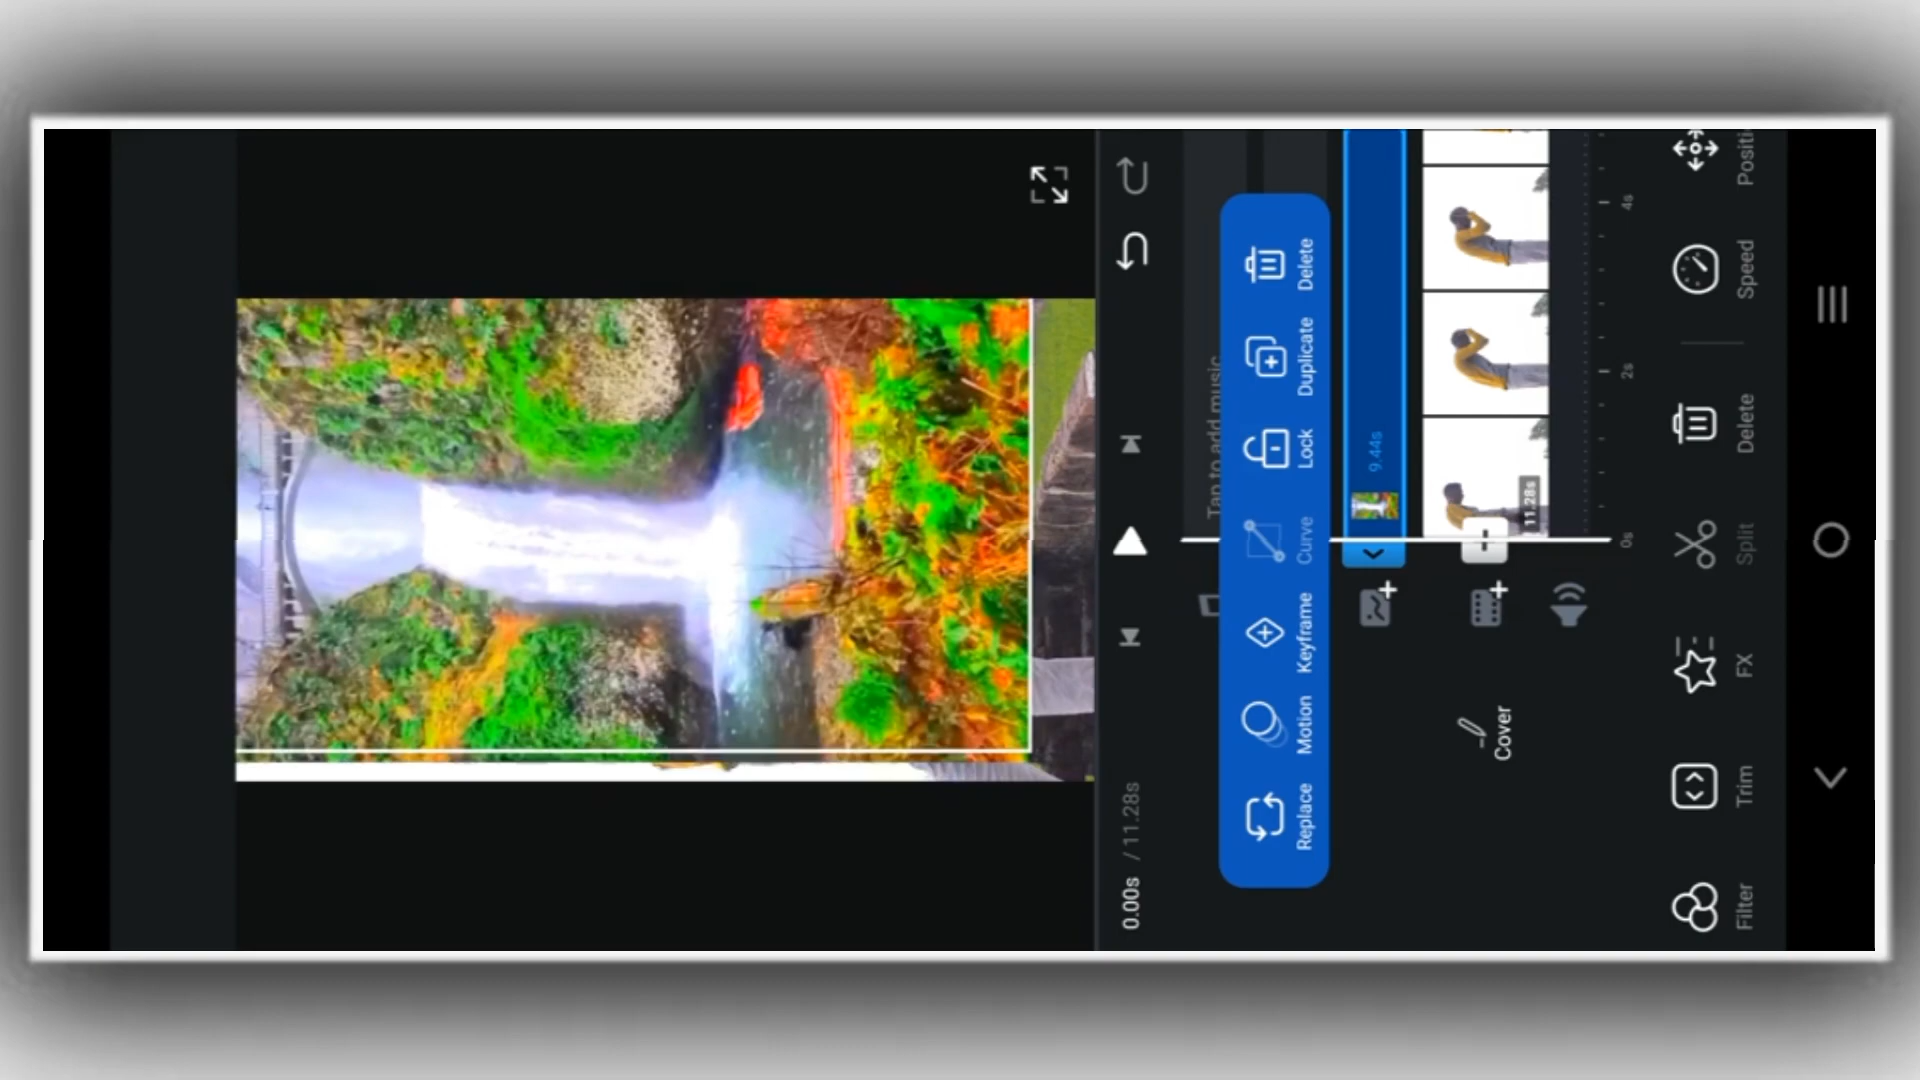 0.00s / 11.28s
Tap to add music
Replace
Motion
Keyframe
Curve
Lock
Duplicate
Delete
9.44s
Cover
11.28s
0s
2s
4s
Filter
Trim
FX
Split
Delete
Speed